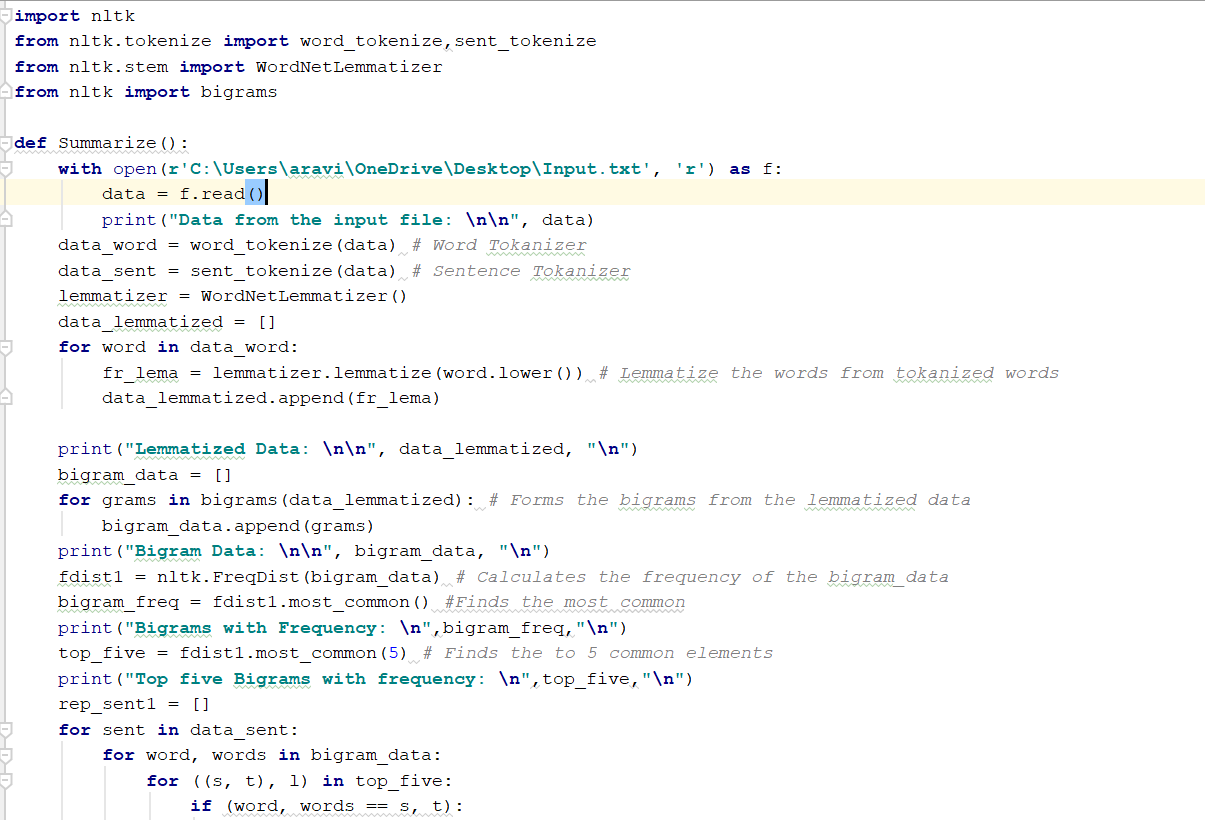 import nltk
from nltk.tokenize import word_tokenize,sent_tokenize
from nltk.stem import WordNetLemmatizer
from nltk import bigrams

def Summarize():
    with open(r'C:\Users\aravi\OneDrive\Desktop\Input.txt', 'r') as f:
        data = f.read()
        print("Data from the input file: \n\n", data)
    data_word = word_tokenize(data) # Word Tokanizer
    data_sent = sent_tokenize(data) # Sentence Tokanizer
    lemmatizer = WordNetLemmatizer()
    data_lemmatized = []
    for word in data_word:
        fr_lema = lemmatizer.lemmatize(word.lower()) # Lemmatize the words from tokanized words
        data_lemmatized.append(fr_lema)

    print("Lemmatized Data: \n\n", data_lemmatized, "\n")
    bigram_data = []
    for grams in bigrams(data_lemmatized): # Forms the bigrams from the lemmatized data
        bigram_data.append(grams)
    print("Bigram Data: \n\n", bigram_data, "\n")
    fdist1 = nltk.FreqDist(bigram_data) # Calculates the frequency of the bigram_data
    bigram_freq = fdist1.most_common() #Finds the most common
    print("Bigrams with Frequency: \n",bigram_freq,"\n")
    top_five = fdist1.most_common(5) # Finds the to 5 common elements
    print("Top five Bigrams with frequency: \n",top_five,"\n")
    rep_sent1 = []
    for sent in data_sent:
        for word, words in bigram_data:
            for ((s, t), l) in top_five:
                if (word, words == s, t):